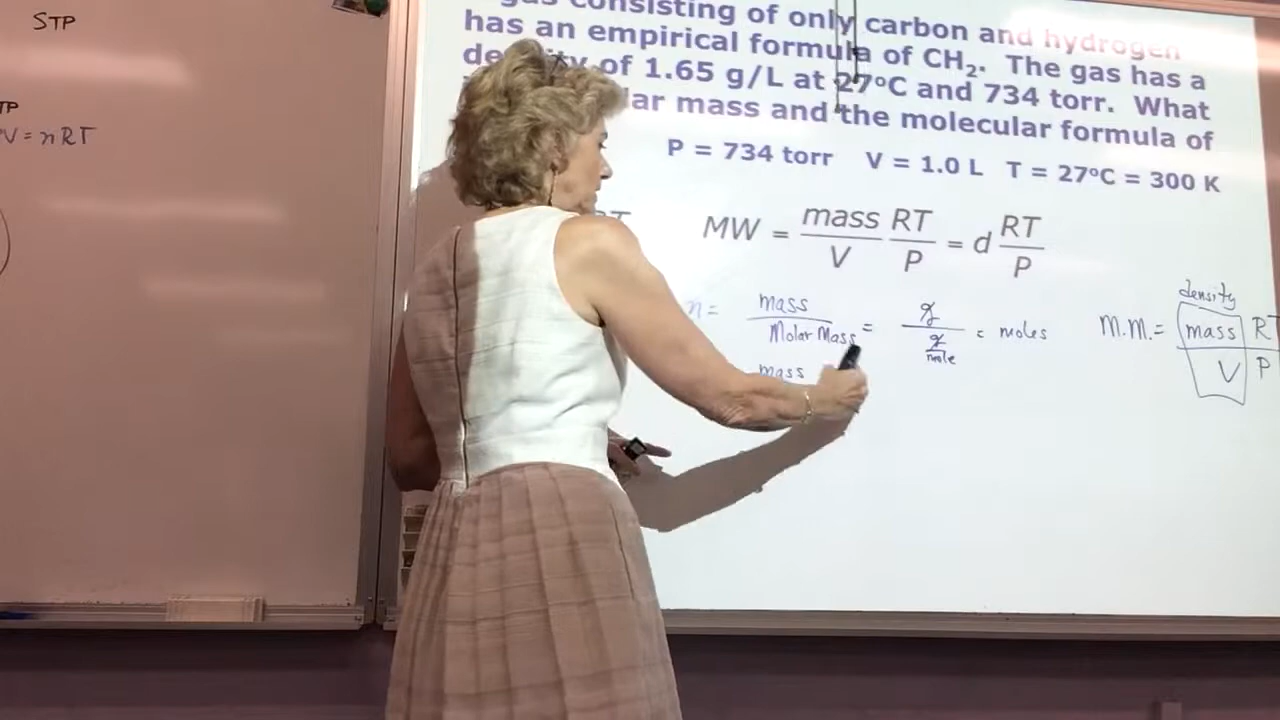 STP
TP
V = nRT
gas consisting of only carbon and hydrogen
has an empirical formula of CH₂. The gas has a
of 1.65 g/L at 27°C and 734 torr. What
mass and the molecular formula of
P = 734 torr V = 1.0 L T = 27°C = 300 K
RT
MW = mass/V RT/P = d RT/P
n = mass/Molar Mass = g/(g/mole) = moles
density
M.M. = mass RT/V P
mass